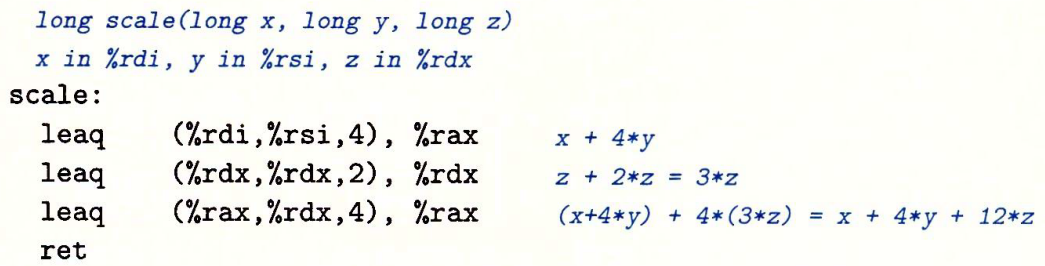 long scale(long x, long y, long z)
x in %rdi, y in %rsi, z in %rdx
scale:
leaq (%rdi,%rsi,4), %rax x + 4*y
leaq (%rdx,%rdx,2), %rdx z + 2*z = 3*z
leaq (%rax,%rdx,4), %rax (x+4*y) + 4*(3*z) = x + 4*y + 12*z
ret